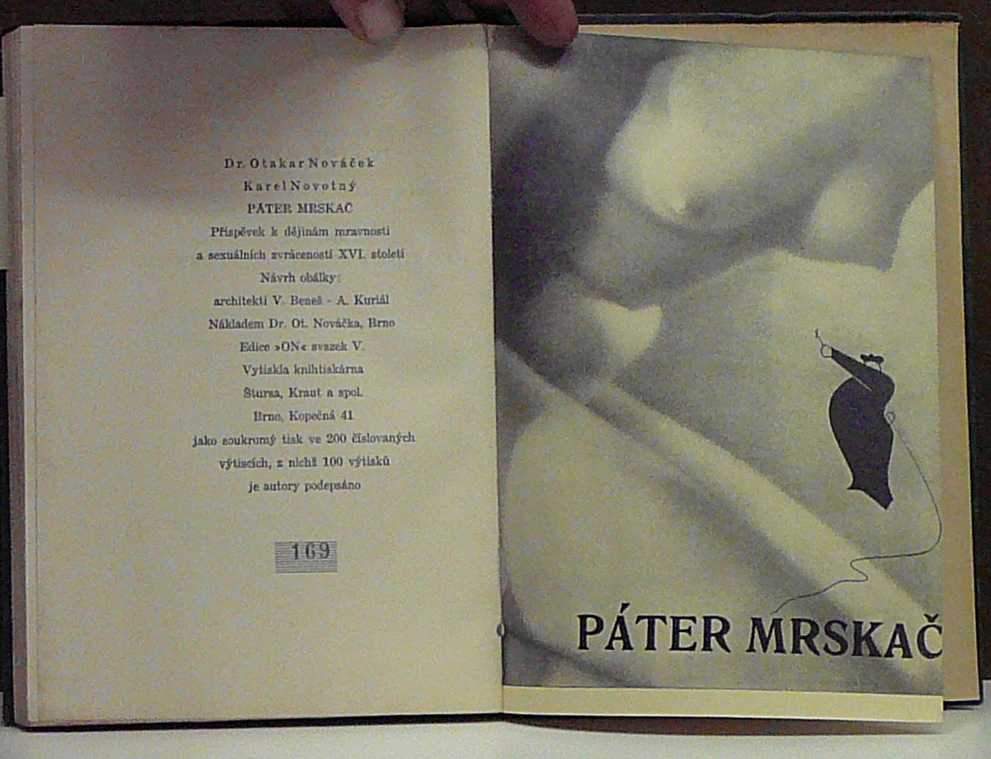 Dr. Otakar Nováček
Karel Novotný
PÁTER MRSKAČ
Příspěvek k dějinám mravnosti
a sexuálních zvráceností XVI. století
Návrh obálky:
architekti V. Beneš - A. Kuriál
Nákladem Dr. Ot. Nováčka, Brno
Edice »ON« svazek V.
Vytiskla knihtiskárna
Štursa, Kraut a spol.
Brno, Kopečná 41
jako soukromý tisk ve 200 číslovaných
výtiscích, z nichž 100 výtisků
je autory podepsáno
169
PÁTER MRSKAČ